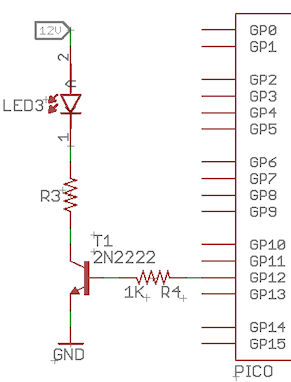 12V
2
A
LED3
1
R3
T1
2N2222
1K R4
GND
GP0
GP1
GP2
GP3
GP4
GP5
GP6
GP7
GP8
GP9
GP10
GP11
GP12
GP13
GP14
GP15
PICO